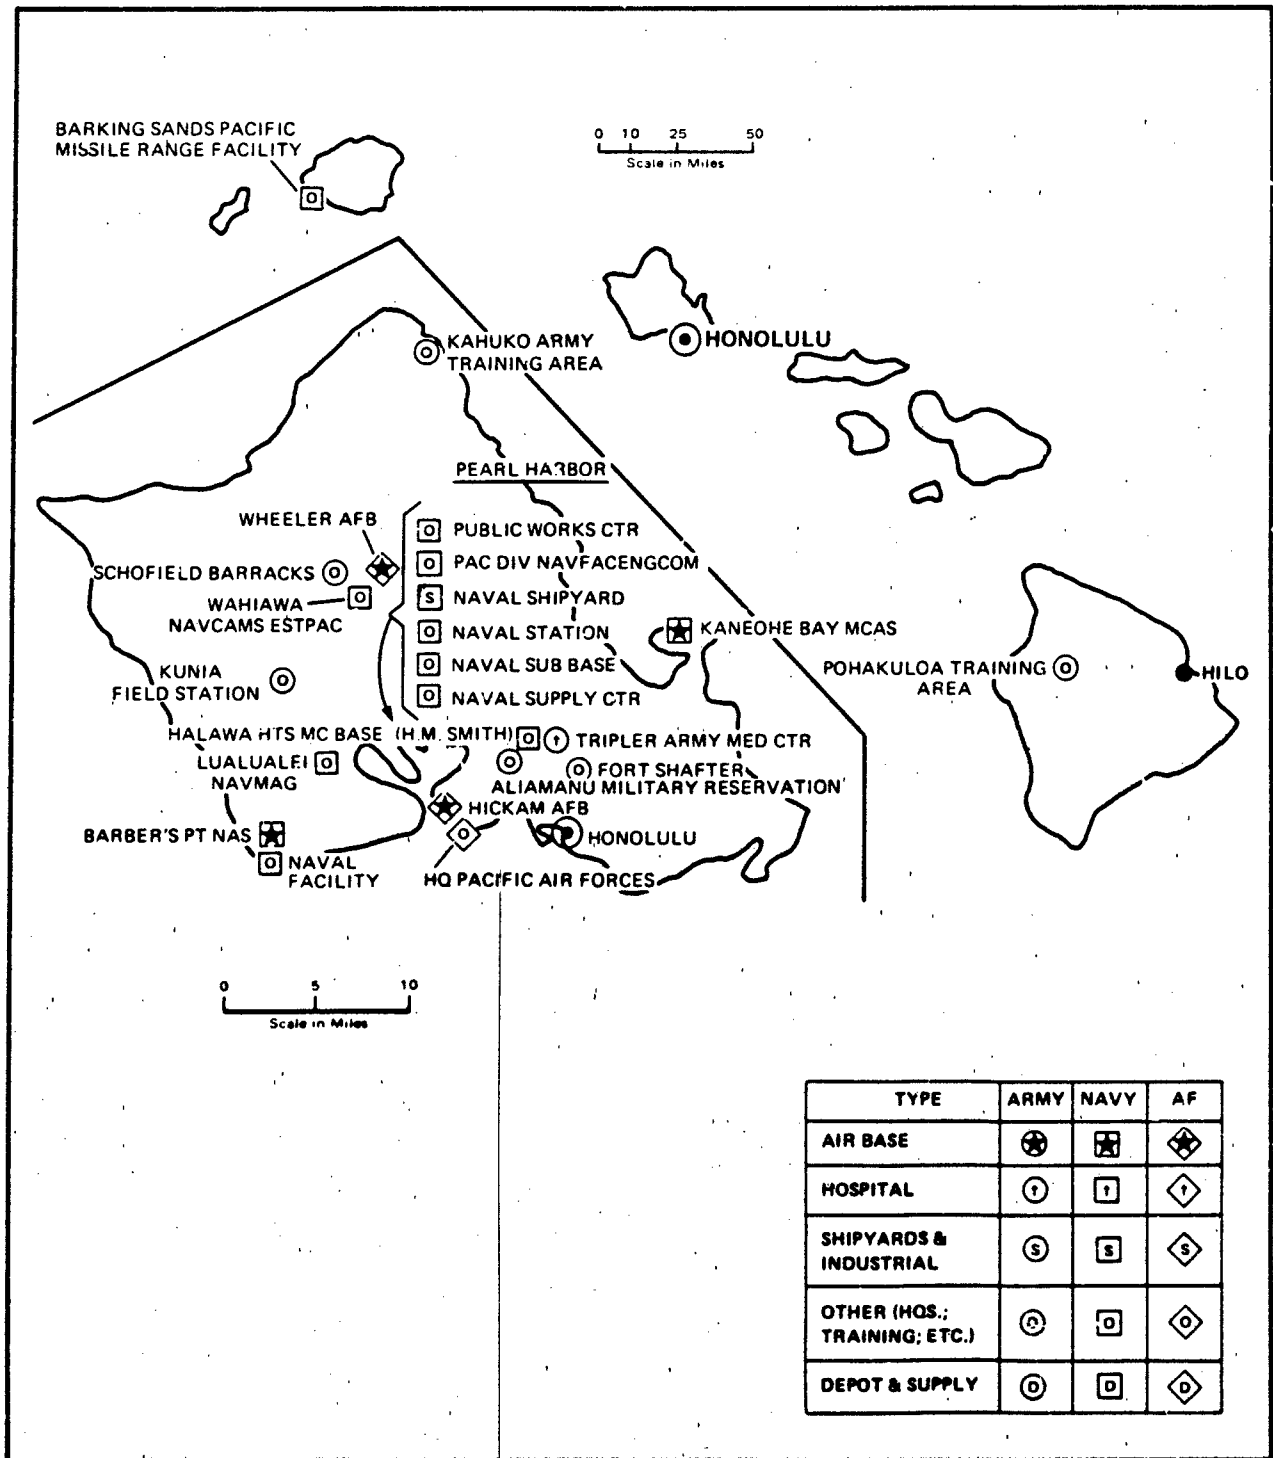 BARKING SANDS PACIFIC
MISSILE RANGE FACILITY
0 10 25 50
Scale in Miles
HONOLULU
KAHUKO ARMY
TRAINING AREA
PEARL HARBOR
WHEELER AFB
PUBLIC WORKS CTR
PAC DIV NAVFACENGCOM
SCHOFIELD BARRACKS
NAVAL SHIPYARD
WAHIAWA
NAVCAMS ESTPAC
NAVAL STATION
KANEOHE BAY MCAS
NAVAL SUB BASE
KUNIA
FIELD STATION
POHAKULOA TRAINING
AREA
HILO
NAVAL SUPPLY CTR
HALAWA HTS MC BASE (H.M. SMITH)
TRIPLER ARMY MED CTR
LUALUALEI
NAVMAG
FORT SHAFTER
ALIAMANU MILITARY RESERVATION
HICKAM AFB
BARBER'S PT NAS
HONOLULU
NAVAL
FACILITY
HQ PACIFIC AIR FORCES
0 5 10
Scale in Miles
TYPE ARMY NAVY AF
AIR BASE
HOSPITAL
SHIPYARDS &
INDUSTRIAL
S S S
OTHER (HQS.;
TRAINING; ETC.)
O O O
DEPOT & SUPPLY D D D